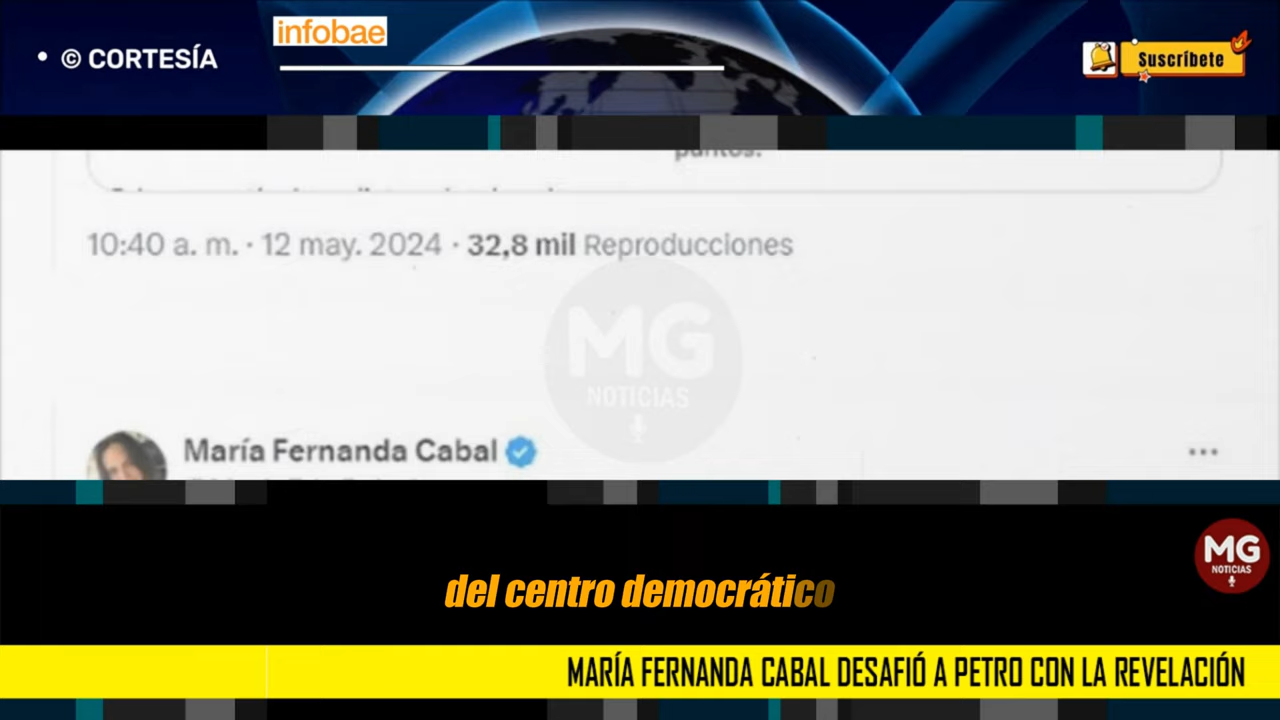 infobae
• © CORTESÍA
Suscríbete
puntos.
10:40 a. m. · 12 may. 2024 · 32,8 mil Reproducciones
MG
NOTICIAS
María Fernanda Cabal
MG
NOTICIAS
del centro democrático
MARÍA FERNANDA CABAL DESAFIÓ A PETRO CON LA REVELACIÓN